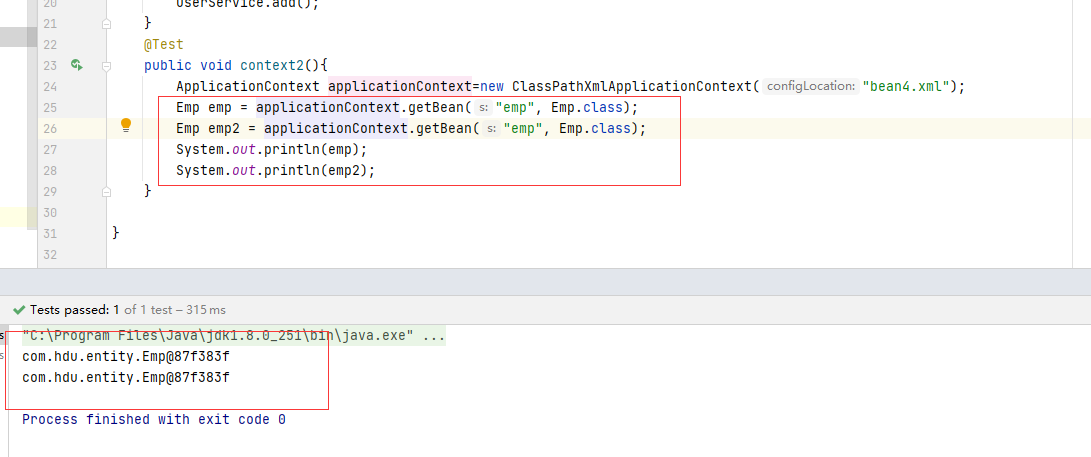 20 UserService.add();
21 }
22 @Test
23 public void context2(){
24 ApplicationContext applicationContext=new ClassPathXmlApplicationContext( configLocation: "bean4.xml");
25 Emp emp = applicationContext.getBean( s: "emp", Emp.class);
26 Emp emp2 = applicationContext.getBean( s: "emp", Emp.class);
27 System.out.println(emp);
28 System.out.println(emp2);
29 }
30
31 }
32
Tests passed: 1 of 1 test – 315 ms
"C:\Program Files\Java\jdk1.8.0_251\bin\java.exe" ...
com.hdu.entity.Emp@87f383f
com.hdu.entity.Emp@87f383f
Process finished with exit code 0